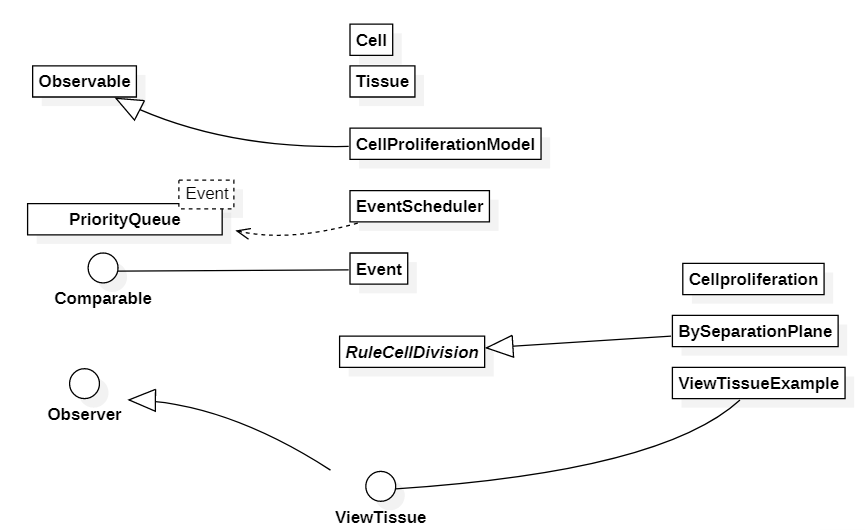 Cell
Observable
Tissue
CellProliferationModel
Event
PriorityQueue
EventScheduler
Comparable
Event
Cellproliferation
BySeparationPlane
RuleCellDivision
ViewTissueExample
Observer
ViewTissue